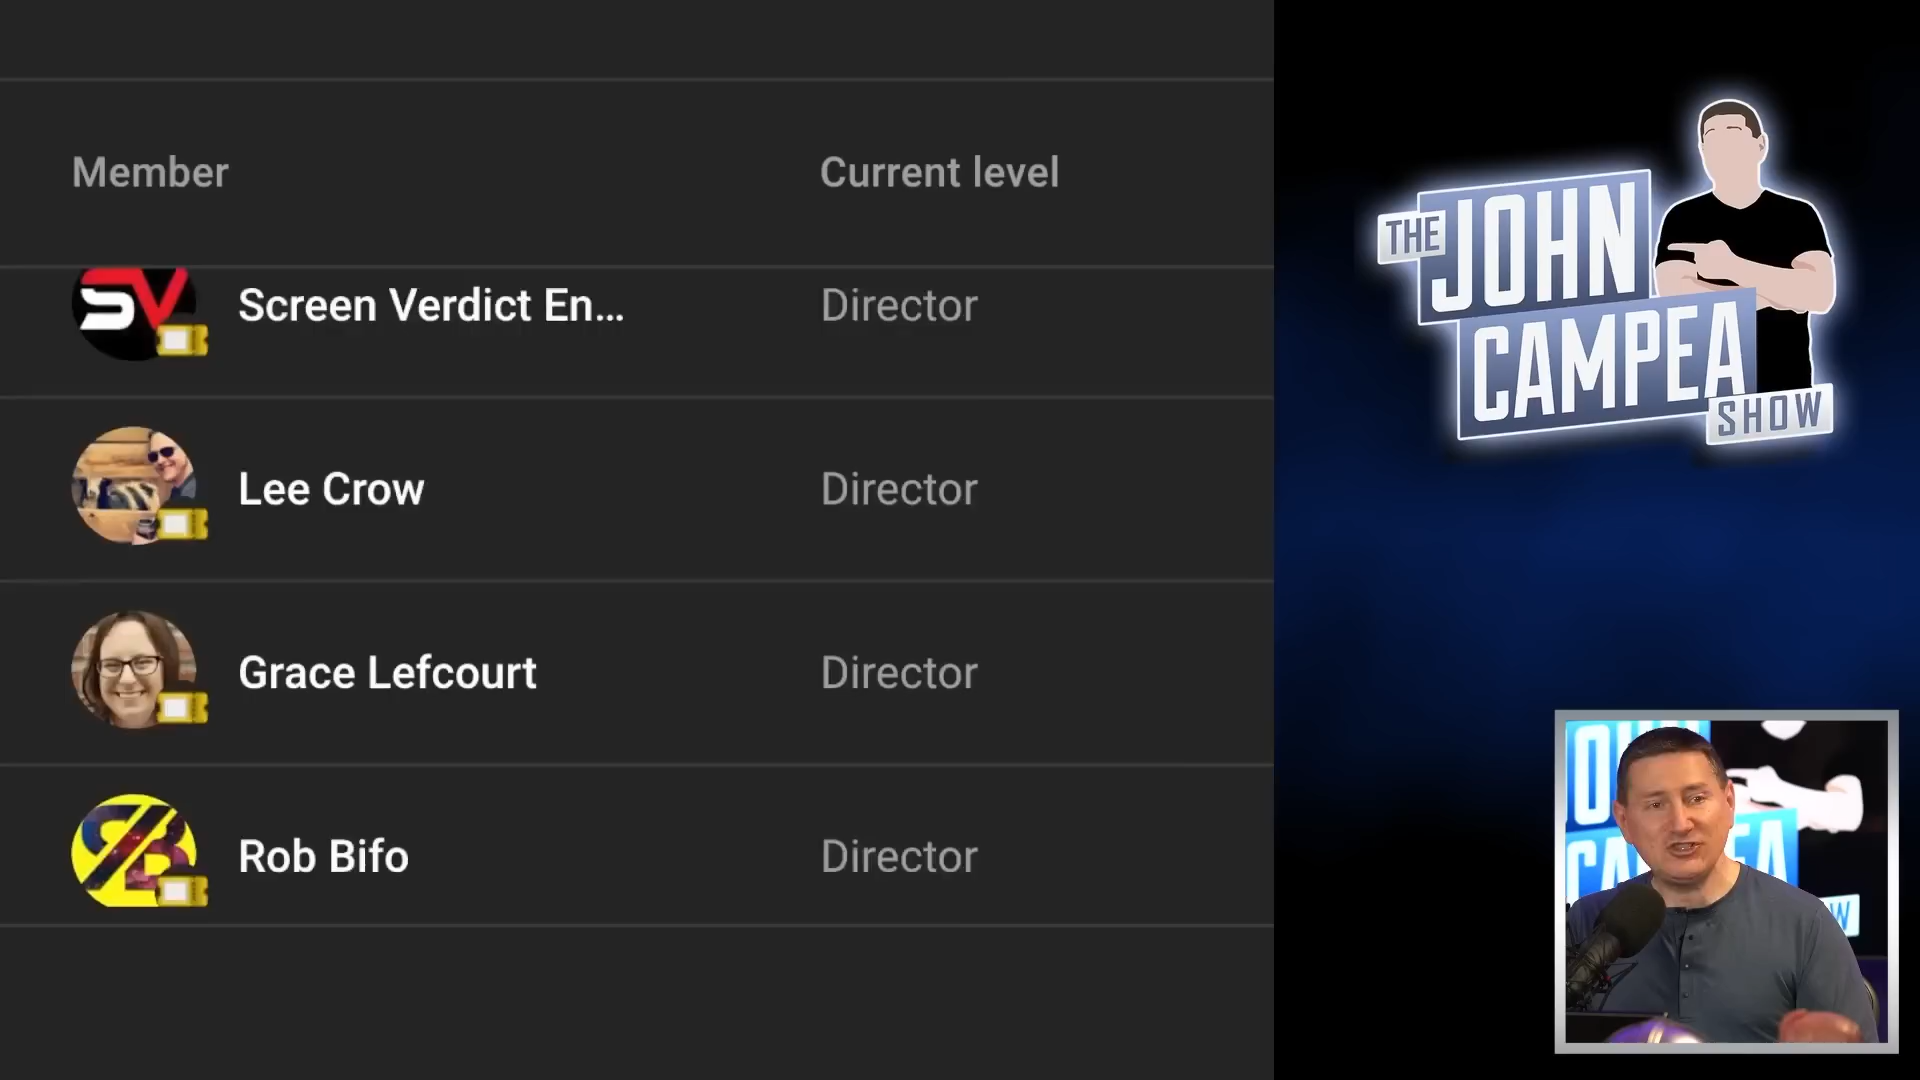 Member Current level
Screen Verdict En... Director
Lee Crow Director
Grace Lefcourt Director
Rob Bifo Director
THE
JOHN
CAMPEA
SHOW